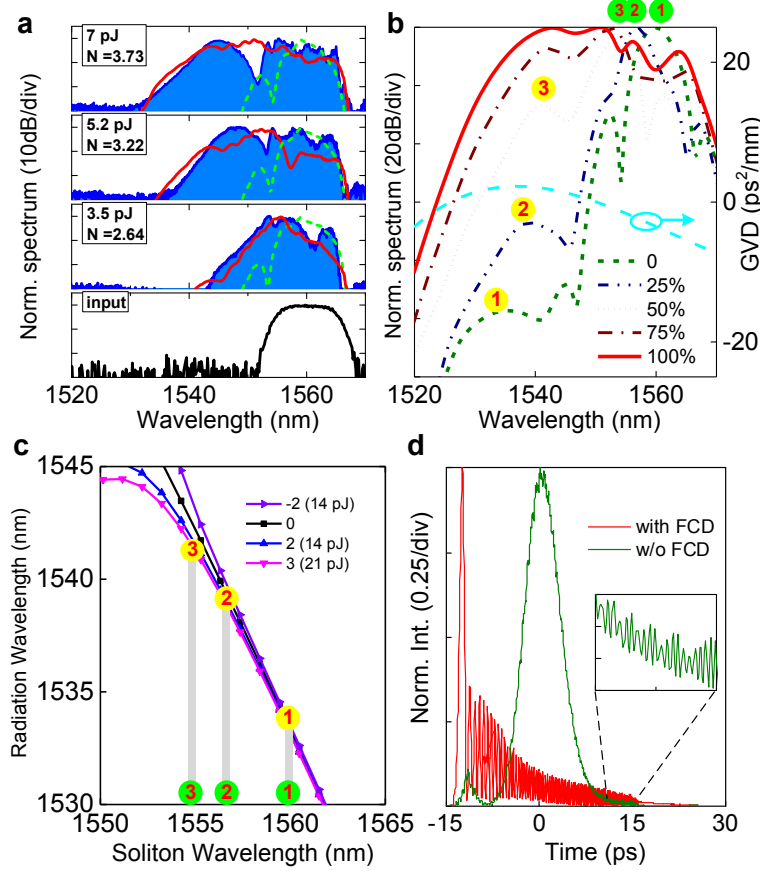 a
7 pJ
N =3.73
5.2 pJ
N =3.22
3.5 pJ
N =2.64
input
Norm. spectrum (10dB/div)
1520 1540 1560
Wavelength (nm)
b
3 2 1
3
2
1
0
25%
50%
75%
100%
Norm. spectrum (20dB/div)
20
0
-20
GVD (ps²/mm)
1520 1540 1560
Wavelength (nm)
c
1545
1540
1535
1530
Radiation Wavelength (nm)
-2 (14 pJ)
0
2 (14 pJ)
3 (21 pJ)
3
2
1
3 2 1
1550 1555 1560 1565
Soliton Wavelength (nm)
d
with FCD
w/o FCD
Norm. Int. (0.25/div)
-15 0 15 30
Time (ps)